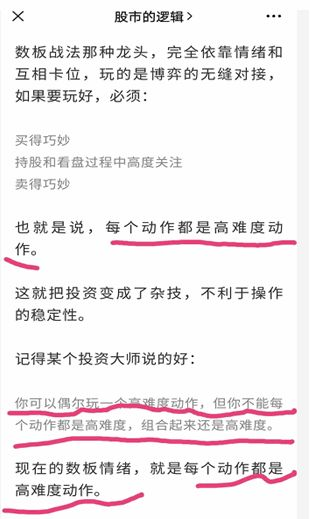 股市的逻辑 >
数板战法那种龙头，完全依靠情绪和
互相卡位，玩的是博弈的无缝对接，
如果要玩好，必须：
买得巧妙
持股和看盘过程中高度关注
卖得巧妙
也就是说，每个动作都是高难度动
作。
这就把投资变成了杂技，不利于操作
的稳定性。
记得某个投资大师说的好：
你可以偶尔玩一个高难度动作，但你不能每
个动作都是高难度，组合起来还是高难度。
现在的数板情绪，就是每个动作都是
高难度动作。